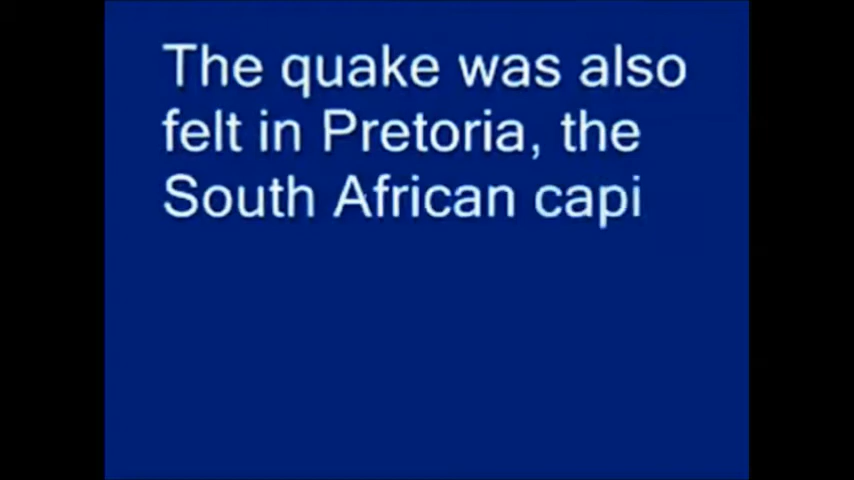 The quake was also
felt in Pretoria, the
South African capi